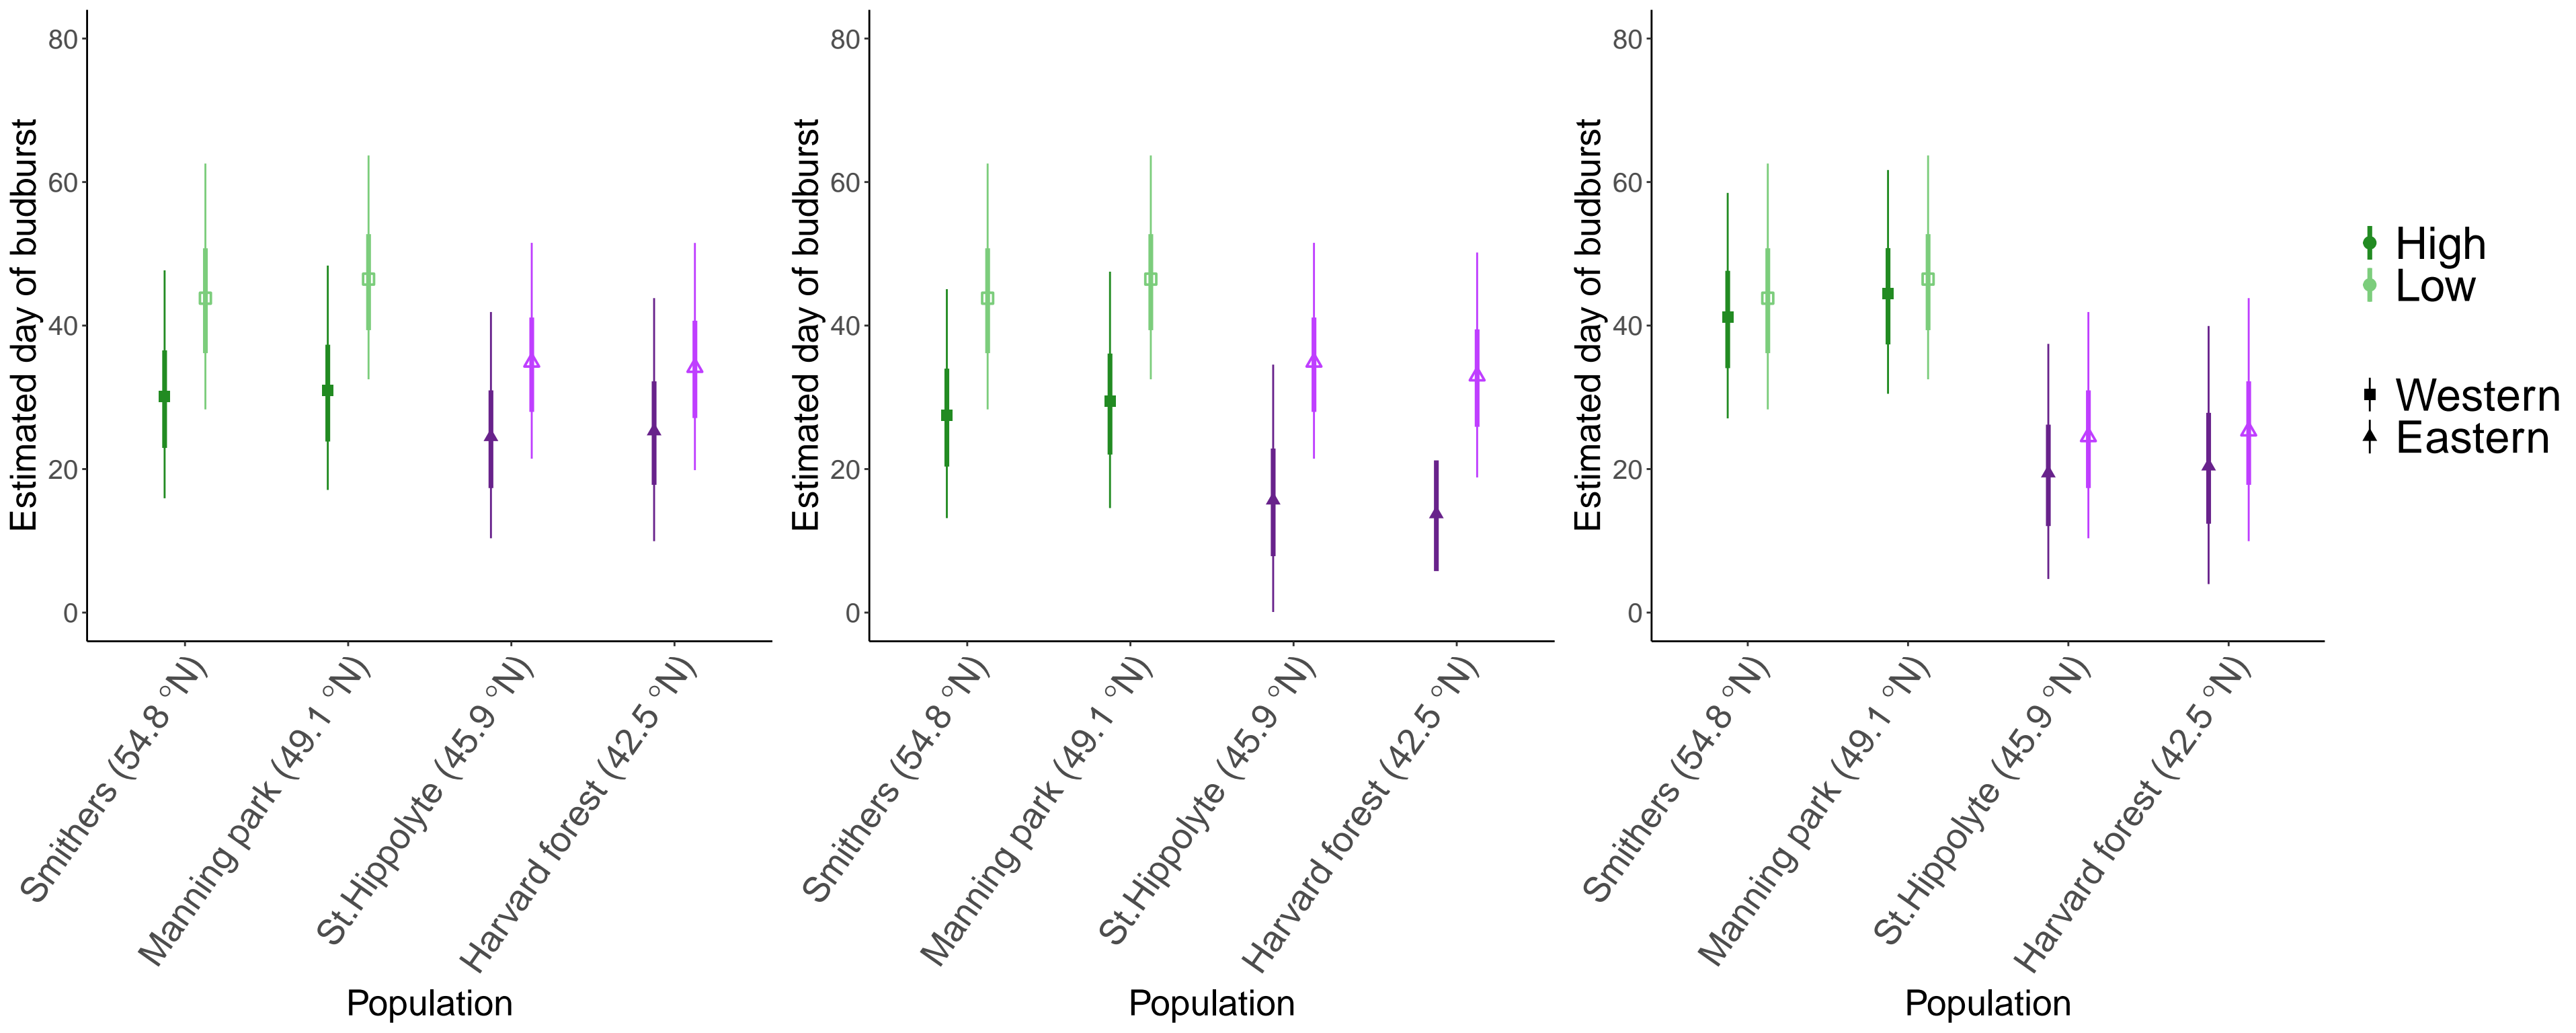 Estimated day of budburst
80
60
40
20
0
Smithers (54.8 °N)
Manning park (49.1 °N)
St.Hippolyte (45.9 °N)
Harvard forest (42.5 °N)
Population
Estimated day of budburst
80
60
40
20
0
Smithers (54.8 °N)
Manning park (49.1 °N)
St.Hippolyte (45.9 °N)
Harvard forest (42.5 °N)
Population
Estimated day of budburst
80
60
40
20
0
Smithers (54.8 °N)
Manning park (49.1 °N)
St.Hippolyte (45.9 °N)
Harvard forest (42.5 °N)
Population
High
Low
Western
Eastern